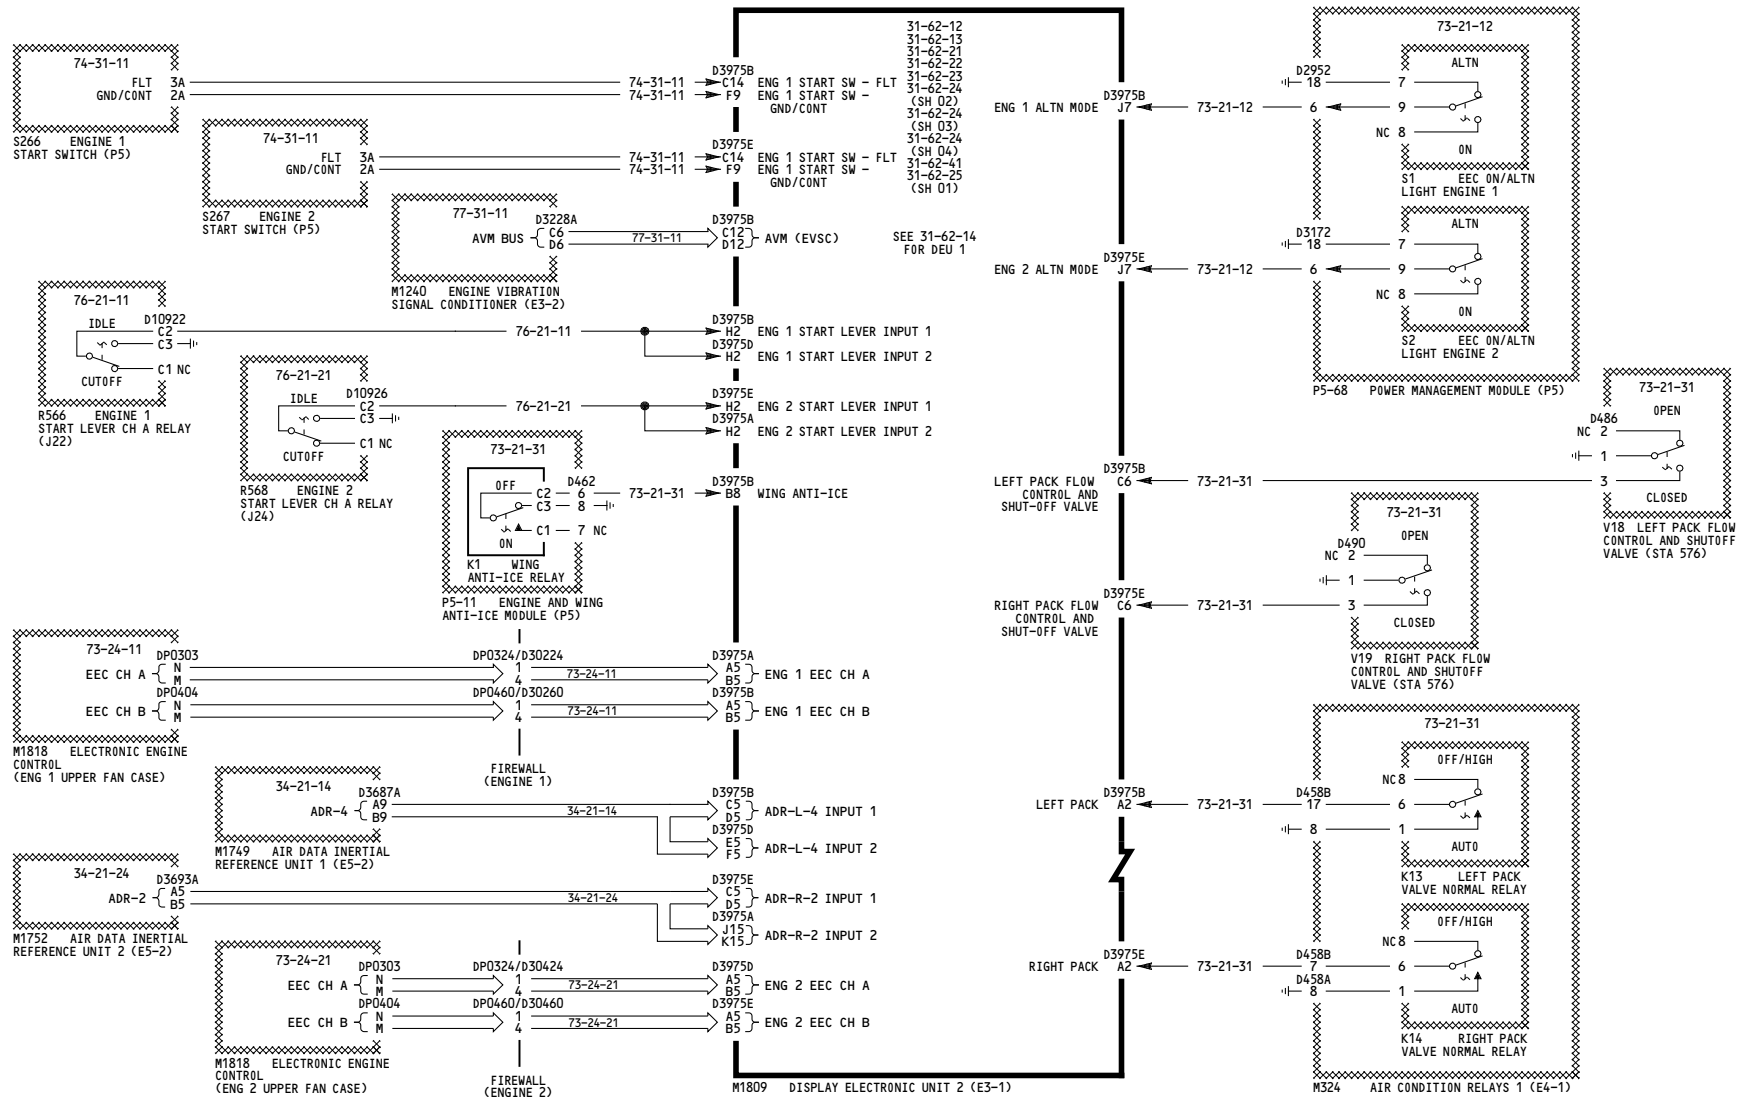 74-31-11
FLT 3A
GND/CONT 2A
S266 ENGINE 1
START SWITCH (P5)
74-31-11
74-31-11
D3975B
C14 ENG 1 START SW - FLT
F9 ENG 1 START SW -
GND/CONT
74-31-11
FLT 3A
GND/CONT 2A
S267 ENGINE 2
START SWITCH (P5)
74-31-11
74-31-11
D3975E
C14 ENG 1 START SW - FLT
F9 ENG 1 START SW -
GND/CONT
31-62-12
31-62-13
31-62-21
31-62-22
31-62-23
31-62-24
(SH 02)
31-62-24
(SH 03)
31-62-24
(SH 04)
31-62-41
31-62-25
(SH 01)
SEE 31-62-14
FOR DEU 1
77-31-11
D3228A
AVM BUS C6
D6
M1240 ENGINE VIBRATION
SIGNAL CONDITIONER (E3-2)
77-31-11
D3975B
C12
D12
AVM (EVSC)
76-21-11
IDLE
D10922
C2
C3
C1 NC
CUTOFF
R566 ENGINE 1
START LEVER CH A RELAY
(J22)
76-21-11
D3975B
H2 ENG 1 START LEVER INPUT 1
D3975D
H2 ENG 1 START LEVER INPUT 2
76-21-21
IDLE
D10926
C2
C3
C1 NC
CUTOFF
R568 ENGINE 2
START LEVER CH A RELAY
(J24)
76-21-21
D3975E
H2 ENG 2 START LEVER INPUT 1
D3975A
H2 ENG 2 START LEVER INPUT 2
73-21-31
OFF
D462
C2 6
C3 8
C1 7 NC
ON
K1 WING
ANTI-ICE RELAY
P5-11 ENGINE AND WING
ANTI-ICE MODULE (P5)
73-21-31
D3975B
B8 WING ANTI-ICE
73-24-11
DP0303
EEC CH A N
M
DP0404
EEC CH B N
M
M1818 ELECTRONIC ENGINE
CONTROL
(ENG 1 UPPER FAN CASE)
DP0324/D30224
1
4
73-24-11
DP0460/D30260
1
4
73-24-11
FIREWALL
(ENGINE 1)
D3975A
A5
B5
ENG 1 EEC CH A
D3975B
A5
B5
ENG 1 EEC CH B
34-21-14
D3687A
ADR-4 A9
B9
M1749 AIR DATA INERTIAL
REFERENCE UNIT 1 (E5-2)
34-21-14
D3975B
C5
D5
ADR-L-4 INPUT 1
D3975D
E5
F5
ADR-L-4 INPUT 2
34-21-24
D3693A
ADR-2 A5
B5
M1752 AIR DATA INERTIAL
REFERENCE UNIT 2 (E5-2)
34-21-24
D3975E
C5
D5
ADR-R-2 INPUT 1
D3975A
J15
K15
ADR-R-2 INPUT 2
73-24-21
DP0303
EEC CH A N
M
DP0404
EEC CH B N
M
M1818 ELECTRONIC ENGINE
CONTROL
(ENG 2 UPPER FAN CASE)
DP0324/D30424
1
4
73-24-21
DP0460/D30460
1
4
73-24-21
FIREWALL
(ENGINE 2)
D3975D
A5
B5
ENG 2 EEC CH A
D3975E
A5
B5
ENG 2 EEC CH B
M1809 DISPLAY ELECTRONIC UNIT 2 (E3-1)
ENG 1 ALTN MODE
D3975B
J7
73-21-12
73-21-12
D2952
18
6
ALTN
7
9
NC 8
ON
S1 EEC ON/ALTN
LIGHT ENGINE 1
ENG 2 ALTN MODE
D3975E
J7
73-21-12
D3172
18
6
ALTN
7
9
NC 8
ON
S2 EEC ON/ALTN
LIGHT ENGINE 2
P5-68 POWER MANAGEMENT MODULE (P5)
LEFT PACK FLOW
CONTROL AND
SHUT-OFF VALVE
D3975B
C6
73-21-31
73-21-31
OPEN
D486
NC 2
1
3
CLOSED
V18 LEFT PACK FLOW
CONTROL AND SHUTOFF
VALVE (STA 576)
RIGHT PACK FLOW
CONTROL AND
SHUT-OFF VALVE
D3975E
C6
73-21-31
73-21-31
OPEN
D490
NC 2
1
3
CLOSED
V19 RIGHT PACK FLOW
CONTROL AND SHUTOFF
VALVE (STA 576)
LEFT PACK
D3975B
A2
73-21-31
73-21-31
D458B
17
8
OFF/HIGH
NC 8
6
1
AUTO
K13 LEFT PACK
VALVE NORMAL RELAY
RIGHT PACK
D3975E
A2
73-21-31
D458B
7
D458A
8
OFF/HIGH
NC 8
6
1
AUTO
K14 RIGHT PACK
VALVE NORMAL RELAY
M324 AIR CONDITION RELAYS 1 (E4-1)